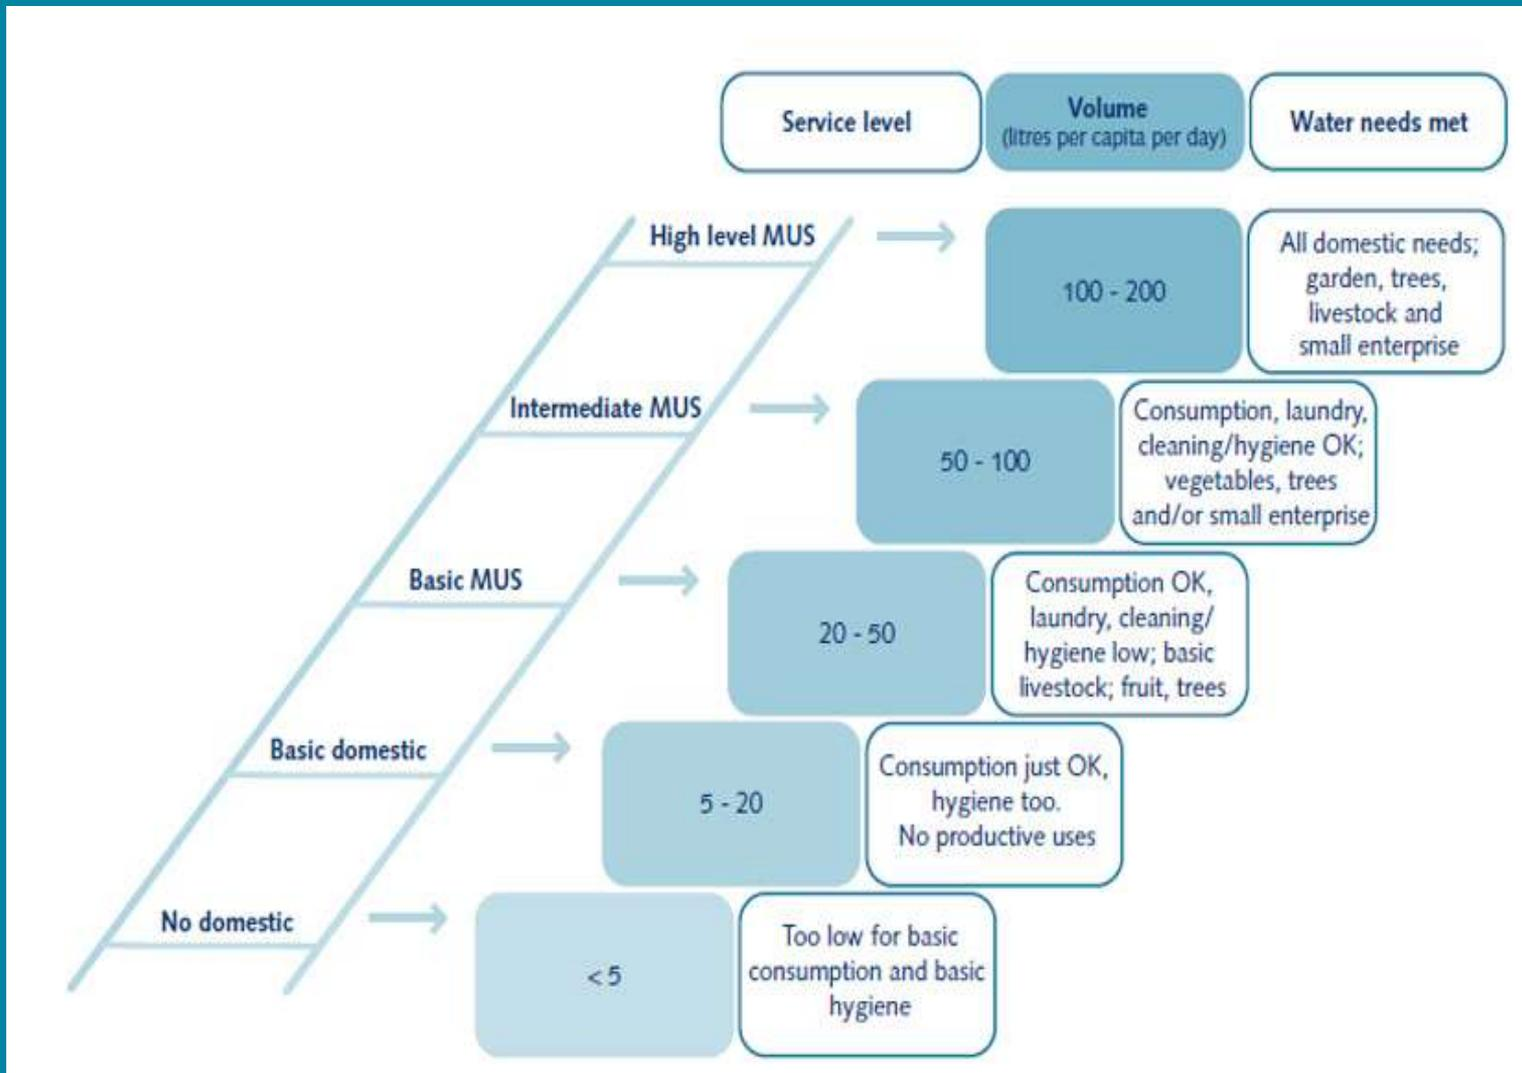 Service level
Volume
(litres per capita per day)
Water needs met
High level MUS
100 - 200
All domestic needs;
garden, trees,
livestock and
small enterprise
Intermediate MUS
50 - 100
Consumption, laundry,
cleaning/hygiene OK;
vegetables, trees
and/or small enterprise
Basic MUS
20 - 50
Consumption OK,
laundry, cleaning/
hygiene low; basic
livestock; fruit, trees
Basic domestic
5 - 20
Consumption just OK,
hygiene too.
No productive uses
No domestic
< 5
Too low for basic
consumption and basic
hygiene